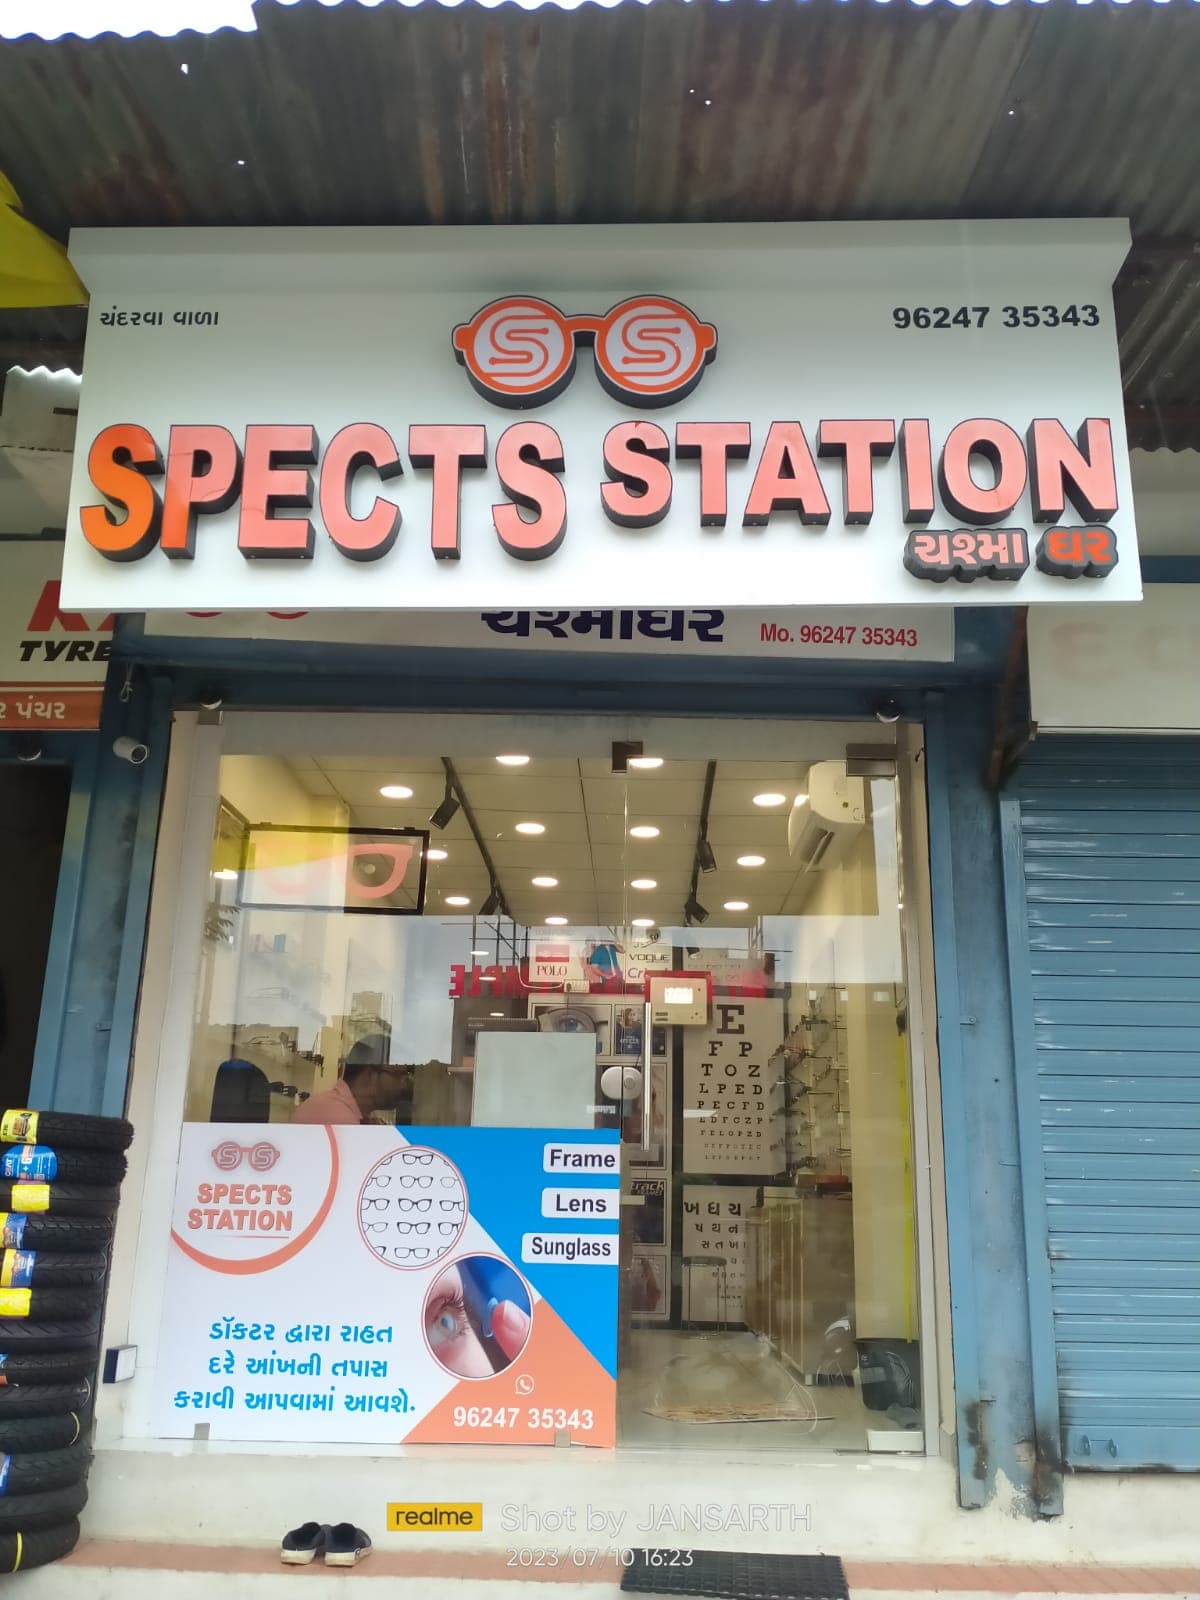 ચંદરવા વાળા
96247 35343
SPECTS STATION
ચશ્મા ઘર
ચશ્માઘર
Mo. 96247 35343
TYRE
પંચર
POLO
VOGUE
E
F P
T O Z
L P E D
P E C F D
E D F C Z P
F E L O P Z D
ખ ઘ ચ
પ થ ન
સ ત ખ
SPECTS
STATION
Frame
Lens
Sunglass
ડૉકટર દ્વારા રાહત
દરે આંખની તપાસ
કરાવી આપવામાં આવશે.
96247 35343
realme
Shot by JANSARTH
2023/07/10 16:23